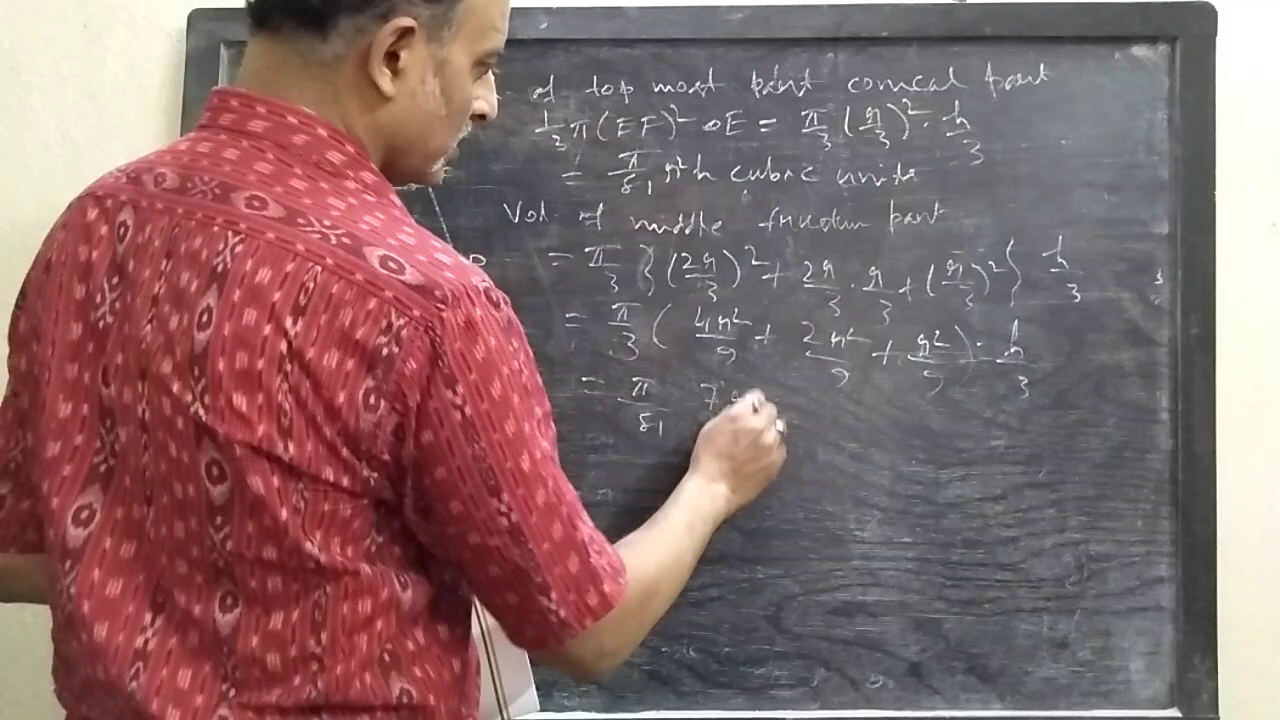 of top most part conical part
1/3 π (EF)² OE = π/3 (r/3)² · h/3
= π/81 r²h cubic units
Vol. of middle frustum part
= π/3 {(2r/3)² + 2r/3 · r/3 + (r/3)²} h/3
= π/3 (4r²/9 + 2r²/9 + r²/9) · h/3
= π/81 7